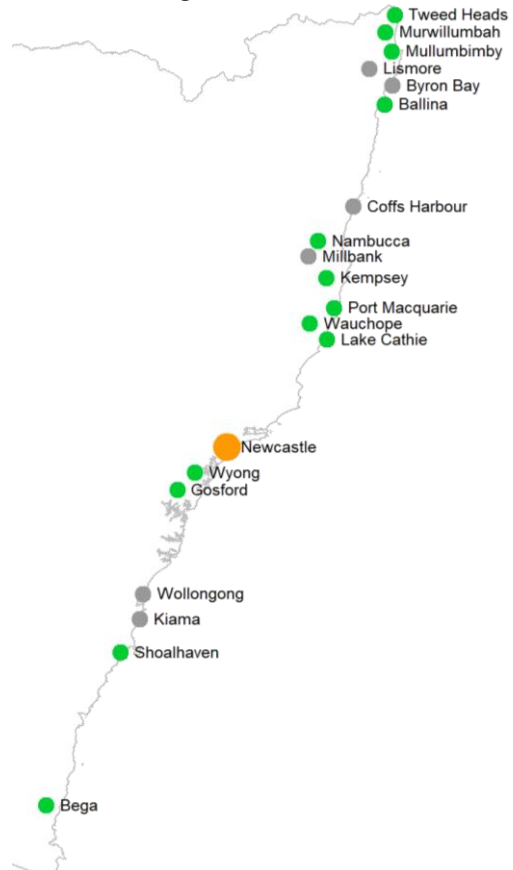 Tweed Heads
Murwillumbah
Mullumbimby
Lismore
Byron Bay
Ballina
Coffs Harbour
Nambucca
Millbank
Kempsey
Port Macquarie
Wauchope
Lake Cathie
Newcastle
Wyong
Gosford
Wollongong
Kiama
Shoalhaven
Bega